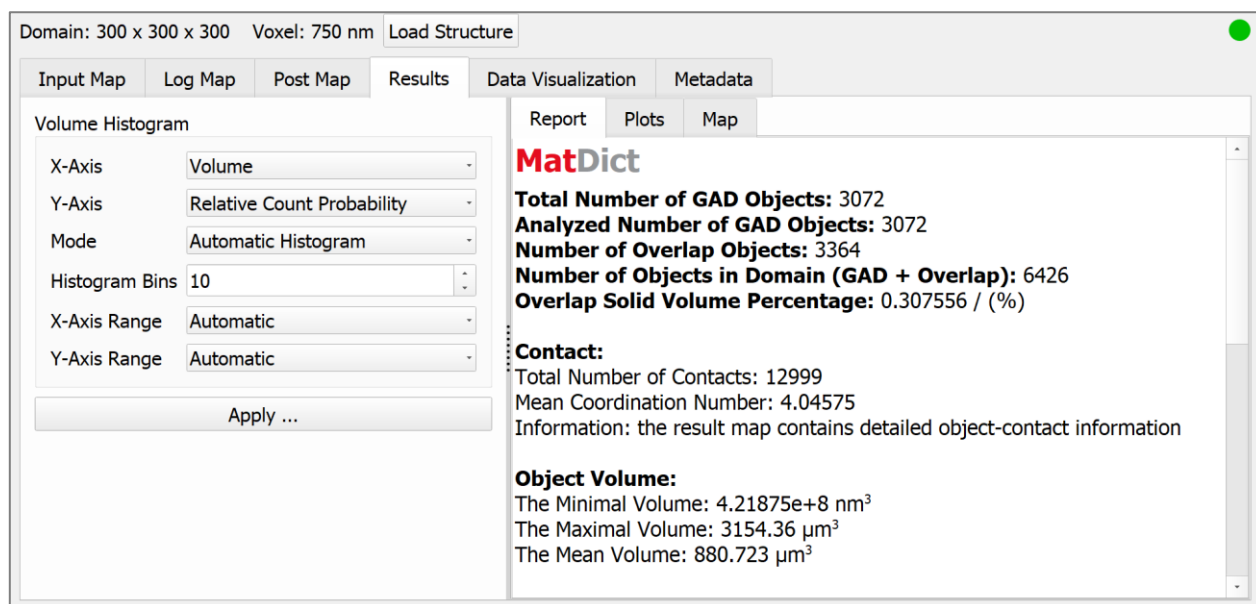 Domain: 300 x 300 x 300 Voxel: 750 nm Load Structure
Input Map Log Map Post Map Results Data Visualization Metadata
Volume Histogram
X-Axis Volume
Y-Axis Relative Count Probability
Mode Automatic Histogram
Histogram Bins 10
X-Axis Range Automatic
Y-Axis Range Automatic
Apply ...
Report Plots Map
MatDict
Total Number of GAD Objects: 3072
Analyzed Number of GAD Objects: 3072
Number of Overlap Objects: 3364
Number of Objects in Domain (GAD + Overlap): 6426
Overlap Solid Volume Percentage: 0.307556 / (%)
Contact:
Total Number of Contacts: 12999
Mean Coordination Number: 4.04575
Information: the result map contains detailed object-contact information
Object Volume:
The Minimal Volume: 4.21875e+8 nm³
The Maximal Volume: 3154.36 µm³
The Mean Volume: 880.723 µm³